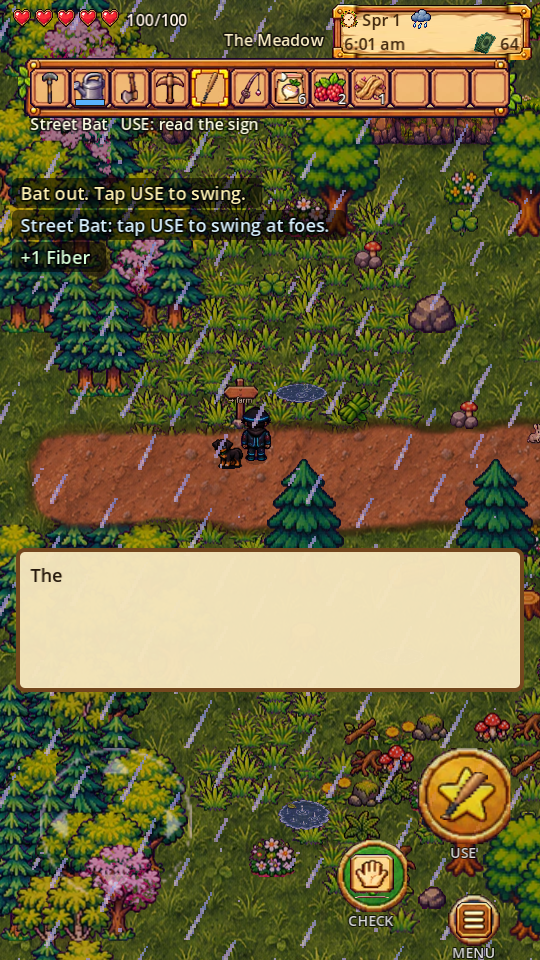 100/100
Spr 1
The Meadow
6:01 am
64
6
2
1
Street Bat USE: read the sign
Bat out. Tap USE to swing.
Street Bat: tap USE to swing at foes.
+1 Fiber
The
USE
CHECK
MENU